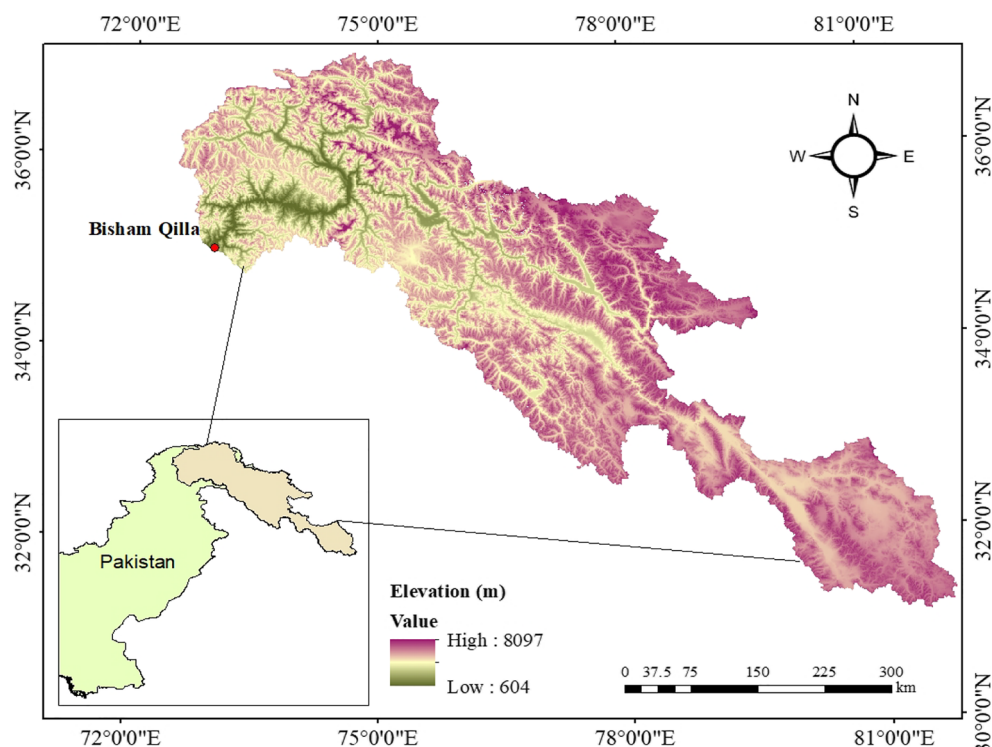 72°0'0"E 75°0'0"E 78°0'0"E 81°0'0"E
36°0'0"N
34°0'0"N
32°0'0"N
N
W E
S
36°0'0"N
34°0'0"N
32°0'0"N
30°0'0"N
Bisham Qilla
Pakistan
Elevation (m)
Value
High : 8097
Low : 604
0 37.5 75 150 225 300
km
72°0'0"E 75°0'0"E 78°0'0"E 81°0'0"E